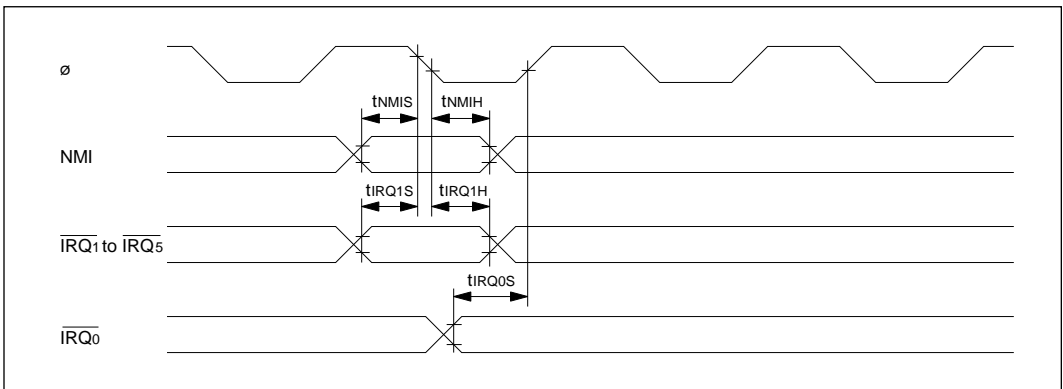 ø
tNMIS tNMIH
NMI
tIRQ1S tIRQ1H
IRQ1 to IRQ5
tIRQ0S
IRQ0